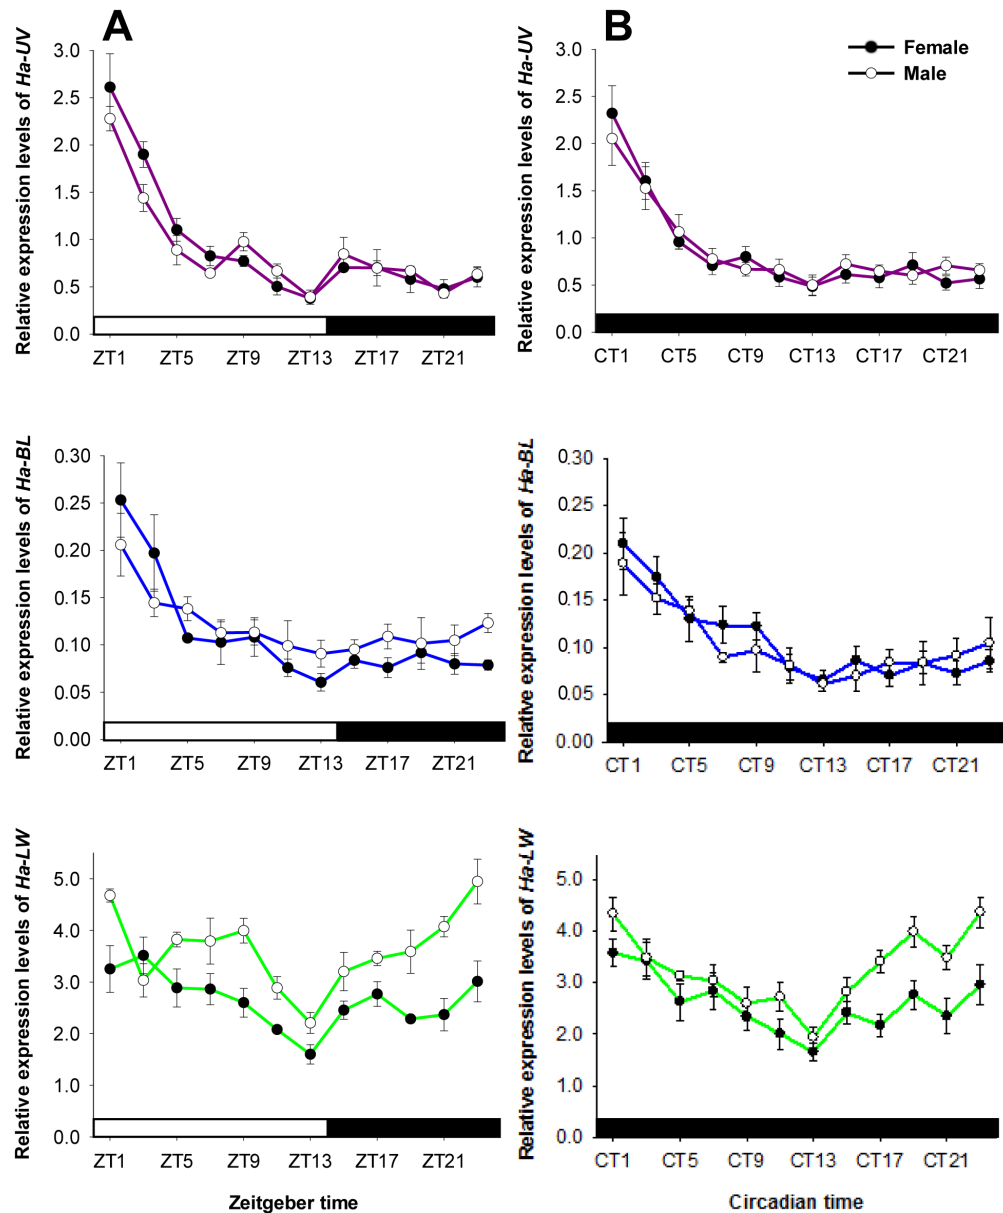 A
B
Relative expression levels of Ha-UV
3.0
2.5
2.0
1.5
1.0
0.5
0.0
ZT1 ZT5 ZT9 ZT13 ZT17 ZT21
Relative expression levels of Ha-UV
3.0
2.5
2.0
1.5
1.0
0.5
0.0
CT1 CT5 CT9 CT13 CT17 CT21
Female
Male
Relative expression levels of Ha-BL
0.30
0.25
0.20
0.15
0.10
0.05
0.00
ZT1 ZT5 ZT9 ZT13 ZT17 ZT21
Relative expression levels of Ha-BL
0.30
0.25
0.20
0.15
0.10
0.05
0.00
CT1 CT5 CT9 CT13 CT17 CT21
Relative expression levels of Ha-LW
5.0
4.0
3.0
2.0
1.0
0.0
ZT1 ZT5 ZT9 ZT13 ZT17 ZT21
Zeitgeber time
Relative expression levels of Ha-LW
5.0
4.0
3.0
2.0
1.0
0.0
CT1 CT5 CT9 CT13 CT17 CT21
Circadian time